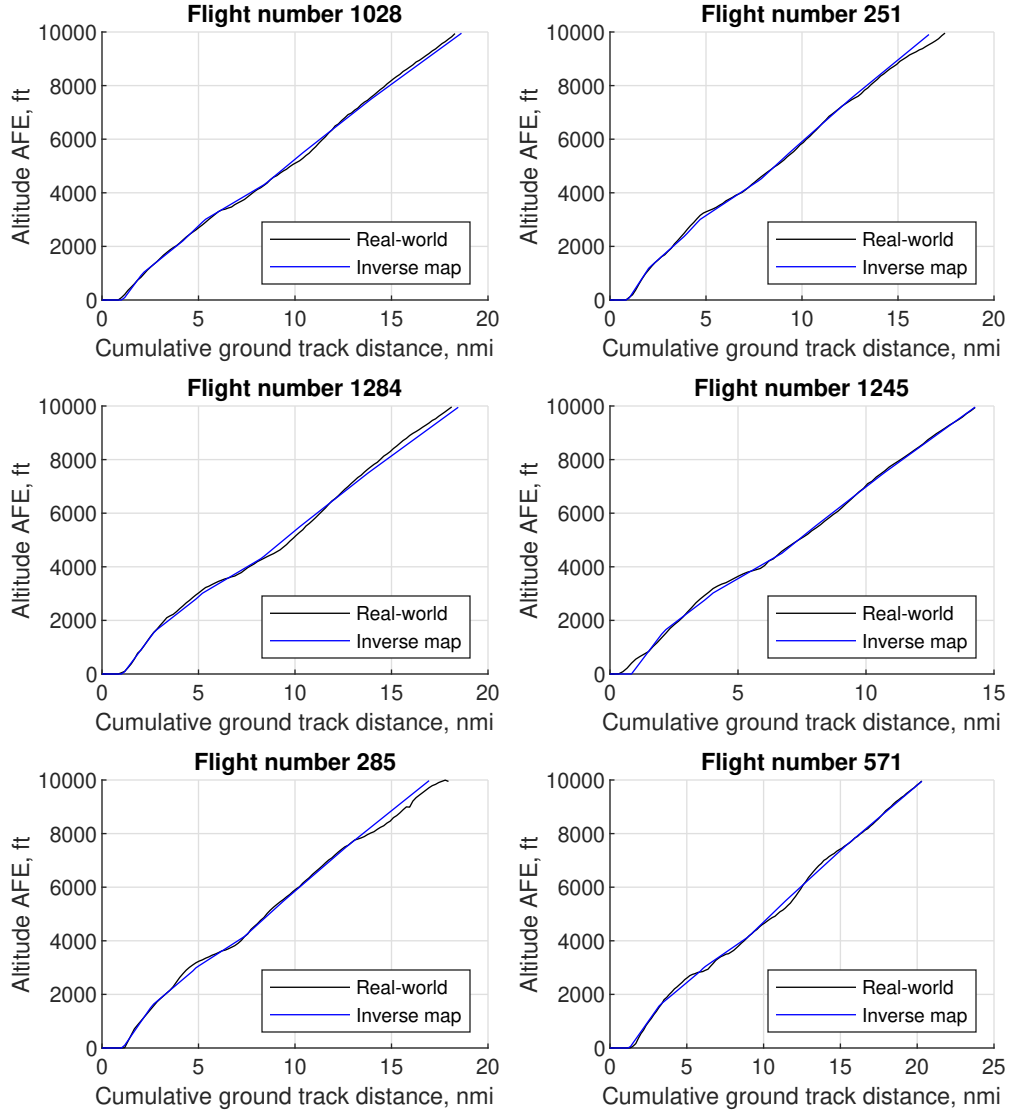 Flight number 1028
10000
8000
6000
4000
2000
0
Altitude AFE, ft
Real-world
Inverse map
0 5 10 15 20
Cumulative ground track distance, nmi
Flight number 251
10000
8000
6000
4000
2000
0
Altitude AFE, ft
Real-world
Inverse map
0 5 10 15 20
Cumulative ground track distance, nmi
Flight number 1284
10000
8000
6000
4000
2000
0
Altitude AFE, ft
Real-world
Inverse map
0 5 10 15 20
Cumulative ground track distance, nmi
Flight number 1245
10000
8000
6000
4000
2000
0
Altitude AFE, ft
Real-world
Inverse map
0 5 10 15
Cumulative ground track distance, nmi
Flight number 285
10000
8000
6000
4000
2000
0
Altitude AFE, ft
Real-world
Inverse map
0 5 10 15 20
Cumulative ground track distance, nmi
Flight number 571
10000
8000
6000
4000
2000
0
Altitude AFE, ft
Real-world
Inverse map
0 5 10 15 20 25
Cumulative ground track distance, nmi